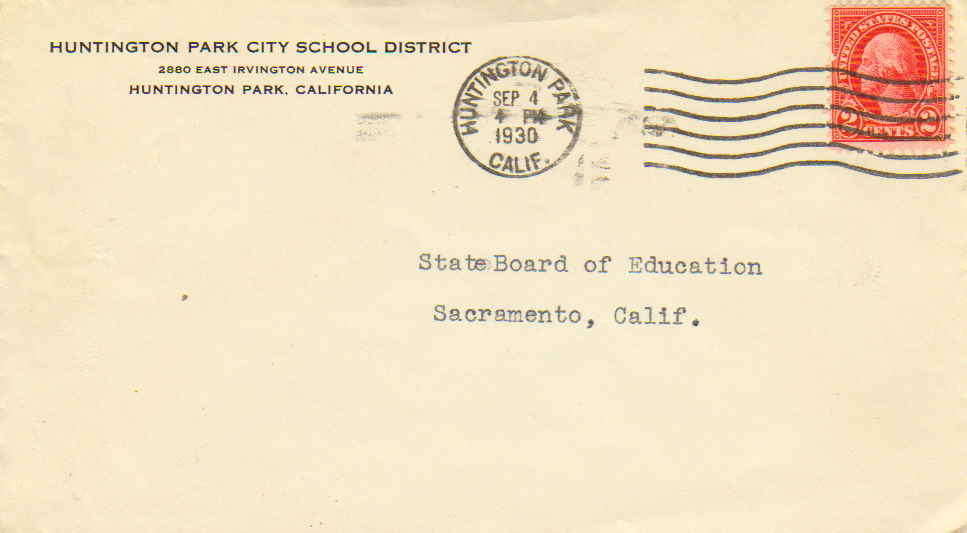 HUNTINGTON PARK CITY SCHOOL DISTRICT
2880 EAST IRVINGTON AVENUE
HUNTINGTON PARK, CALIFORNIA
HUNTINGTON PARK
SEP 4
4 PM
1930
CALIF.
UNITED STATES POSTAGE
2 CENTS 2
State Board of Education
Sacramento, Calif.